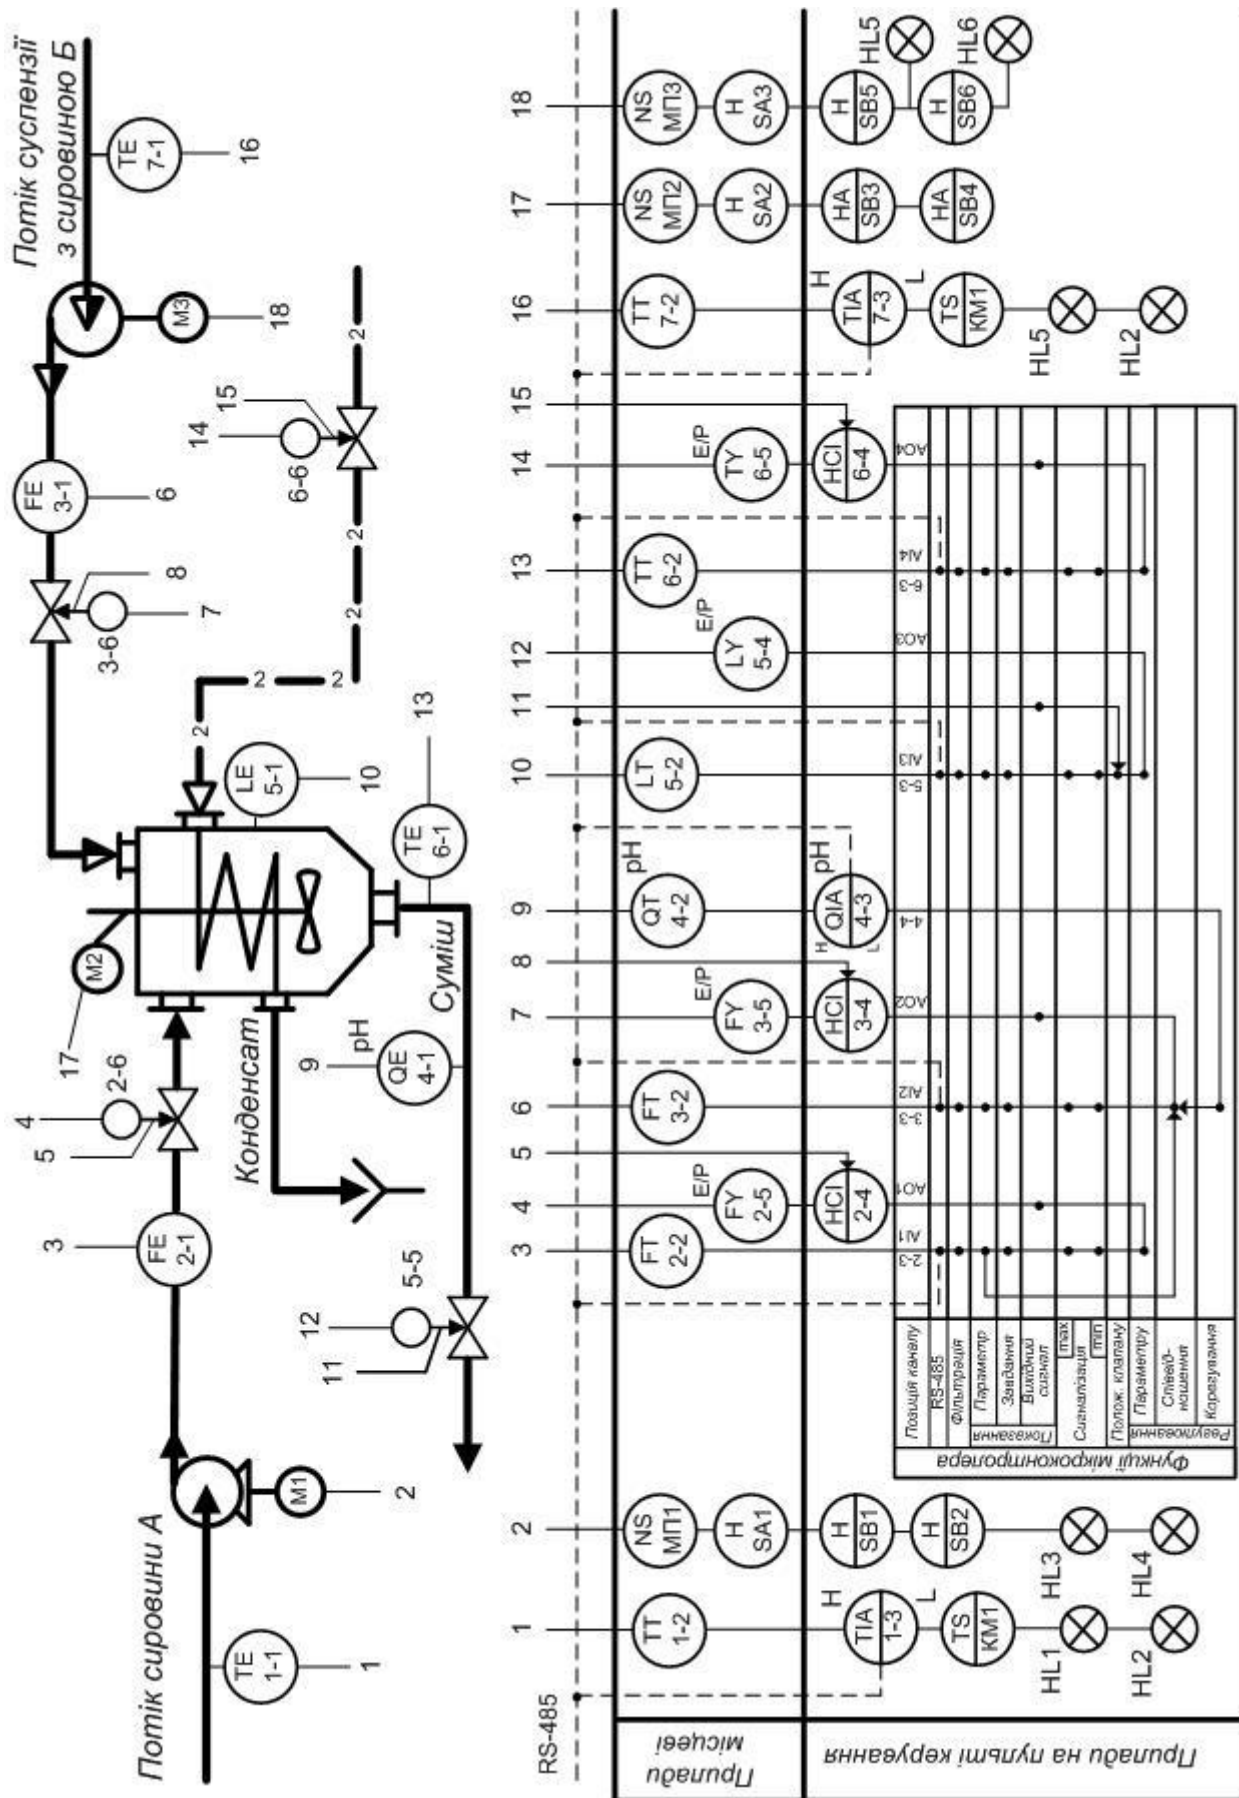 Потік сировини А
TE
1-1
1
M1
2
FE
2-1
3
4
5
2-6
17
M2
Конденсат
9
pH
QE
4-1
Суміш
12
11
5-5
TE
6-1
13
LE
5-1
10
2
2
2
2
2
2
14
15
6-6
3-6
7
8
FE
3-1
6
M3
18
Потік суспензії
з сировиною Б
TE
7-1
16
RS-485
1
2
3
4
5
6
7
8
9
10
11
12
13
14
15
16
17
18
Прилади
місцеві
TT
1-2
NS
МП1
H
SA1
FT
2-2
E/P
FY
2-5
FT
3-2
E/P
FY
3-5
pH
QT
4-2
LT
5-2
E/P
LY
5-4
TT
6-2
E/P
TY
6-5
TT
7-2
NS
МП2
H
SA2
NS
МП3
H
SA3
Прилади на пульті керування
H
TIA
1-3
L
TS
KM1
HL1
HL2
H
SB1
H
SB2
HL3
HL4
HCI
2-4
HCI
3-4
pH
H
QIA
4-3
L
HCI
6-4
H
TIA
7-3
L
TS
KM1
HL5
HL2
HA
SB3
HA
SB4
H
SB5
H
SB6
HL5
HL6
Функції мікроконтролера
Позиція каналу
RS-485
Фільтрація
Показання
Параметр
Завдання
Вихідний
сигнал
Сигналізація
max
min
Полож. клапану
Регулювання
Параметру
Співвід-
ношення
Корегування
2-3
AI1
AO1
3-3
AI2
AO2
4-4
5-3
AI3
AO3
6-3
AI4
AO4